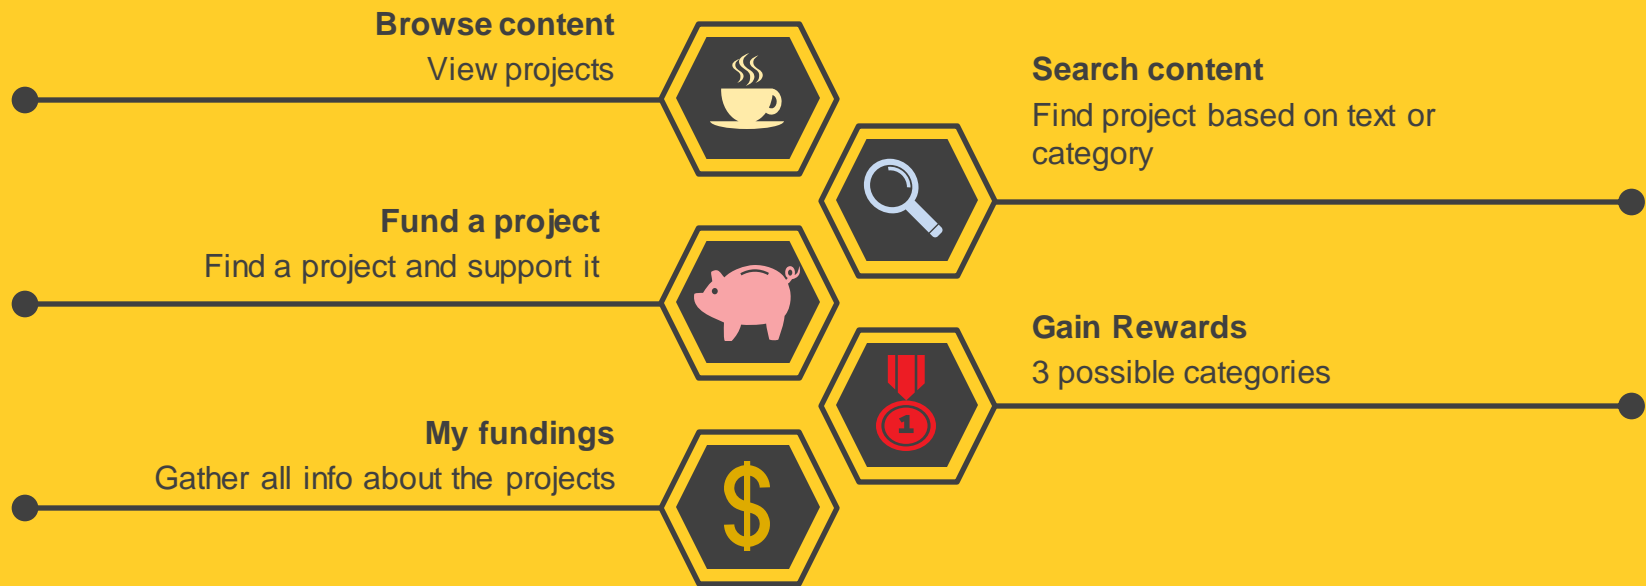 Browse content
View projects
Search content
Find project based on text or
category
Fund a project
Find a project and support it
Gain Rewards
3 possible categories
1
My fundings
Gather all info about the projects
$